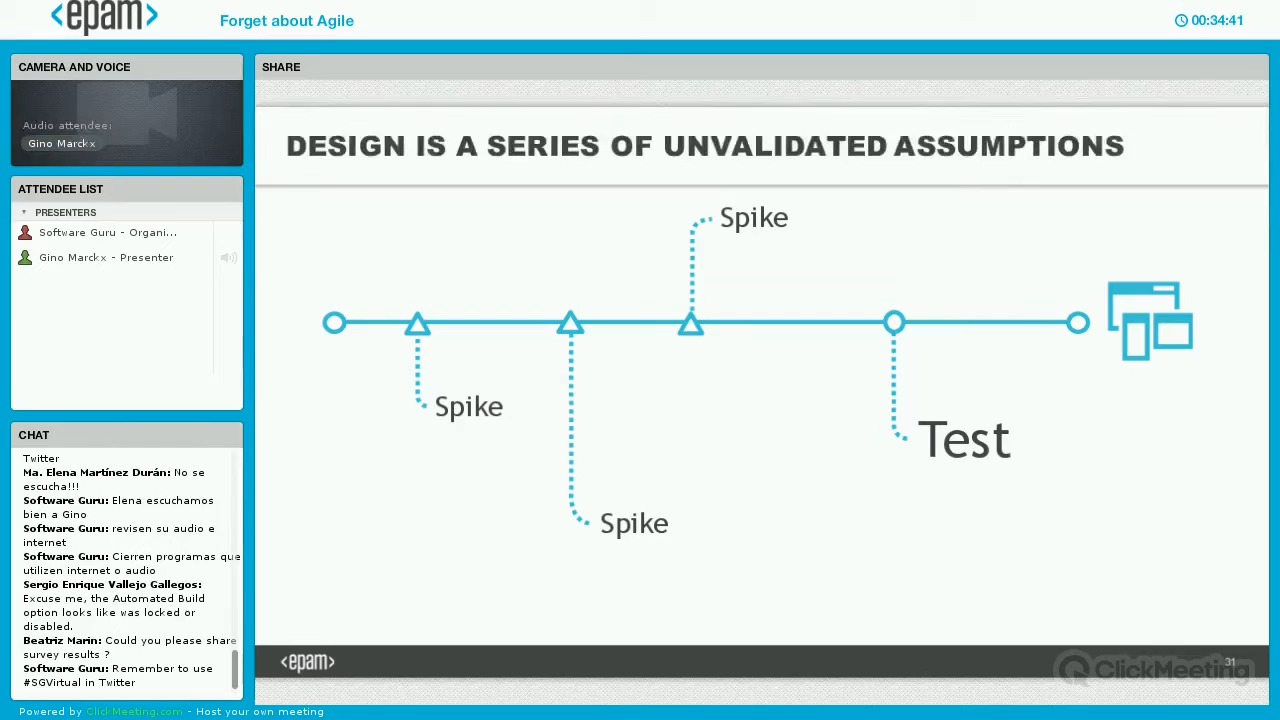 <epam>
Forget about Agile
00:34:41
CAMERA AND VOICE
Audio attendee:
Gino Marckx
ATTENDEE LIST
PRESENTERS
Software Guru - Organi...
Gino Marckx - Presenter
CHAT
Twitter
Ma. Elena Martínez Durán: No se
escucha!!!
Software Guru: Elena escuchamos
bien a Gino
Software Guru: revisen su audio e
internet
Software Guru: Cierren programas que
utilizen internet o audio
Sergio Enrique Vallejo Gallegos:
Excuse me, the Automated Build
option looks like was locked or
disabled.
Beatriz Marin: Could you please share
survey results ?
Software Guru: Remember to use
#SGVirtual in Twitter
SHARE
DESIGN IS A SERIES OF UNVALIDATED ASSUMPTIONS
Spike
Spike
Test
Spike
<epam>
31
ClickMeeting
Powered by ClickMeeting.com - Host your own meeting